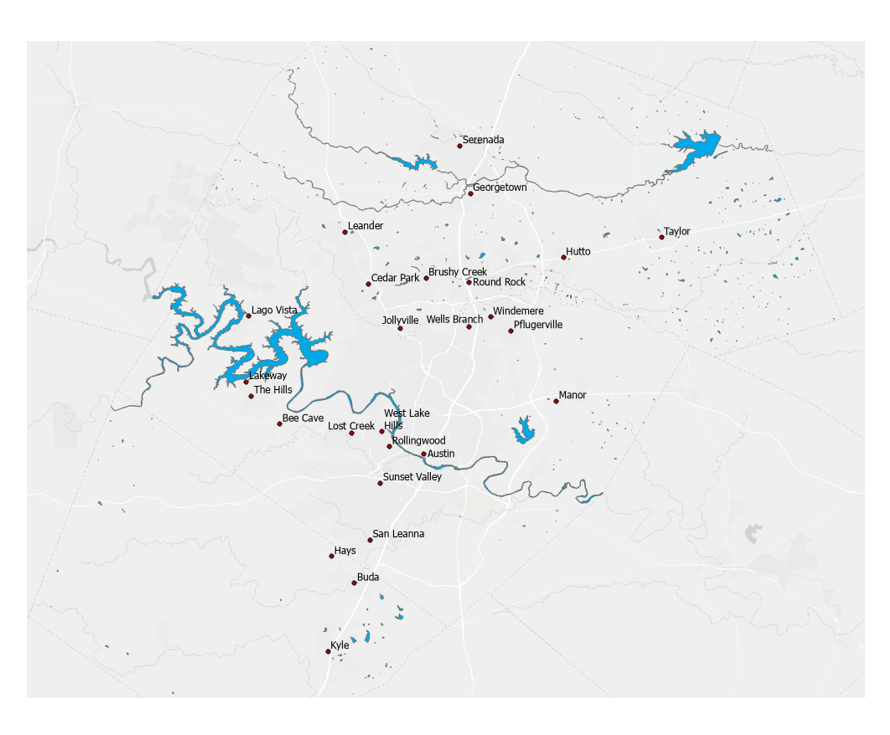 Serenada
Georgetown
Leander
Taylor
Hutto
Brushy Creek
Cedar Park
Round Rock
Lago Vista
Windemere
Jollyville
Wells Branch
Pflugerville
Lakeway
The Hills
Manor
Bee Cave
West Lake
Hills
Lost Creek
Rollingwood
Austin
Sunset Valley
San Leanna
Hays
Buda
Kyle